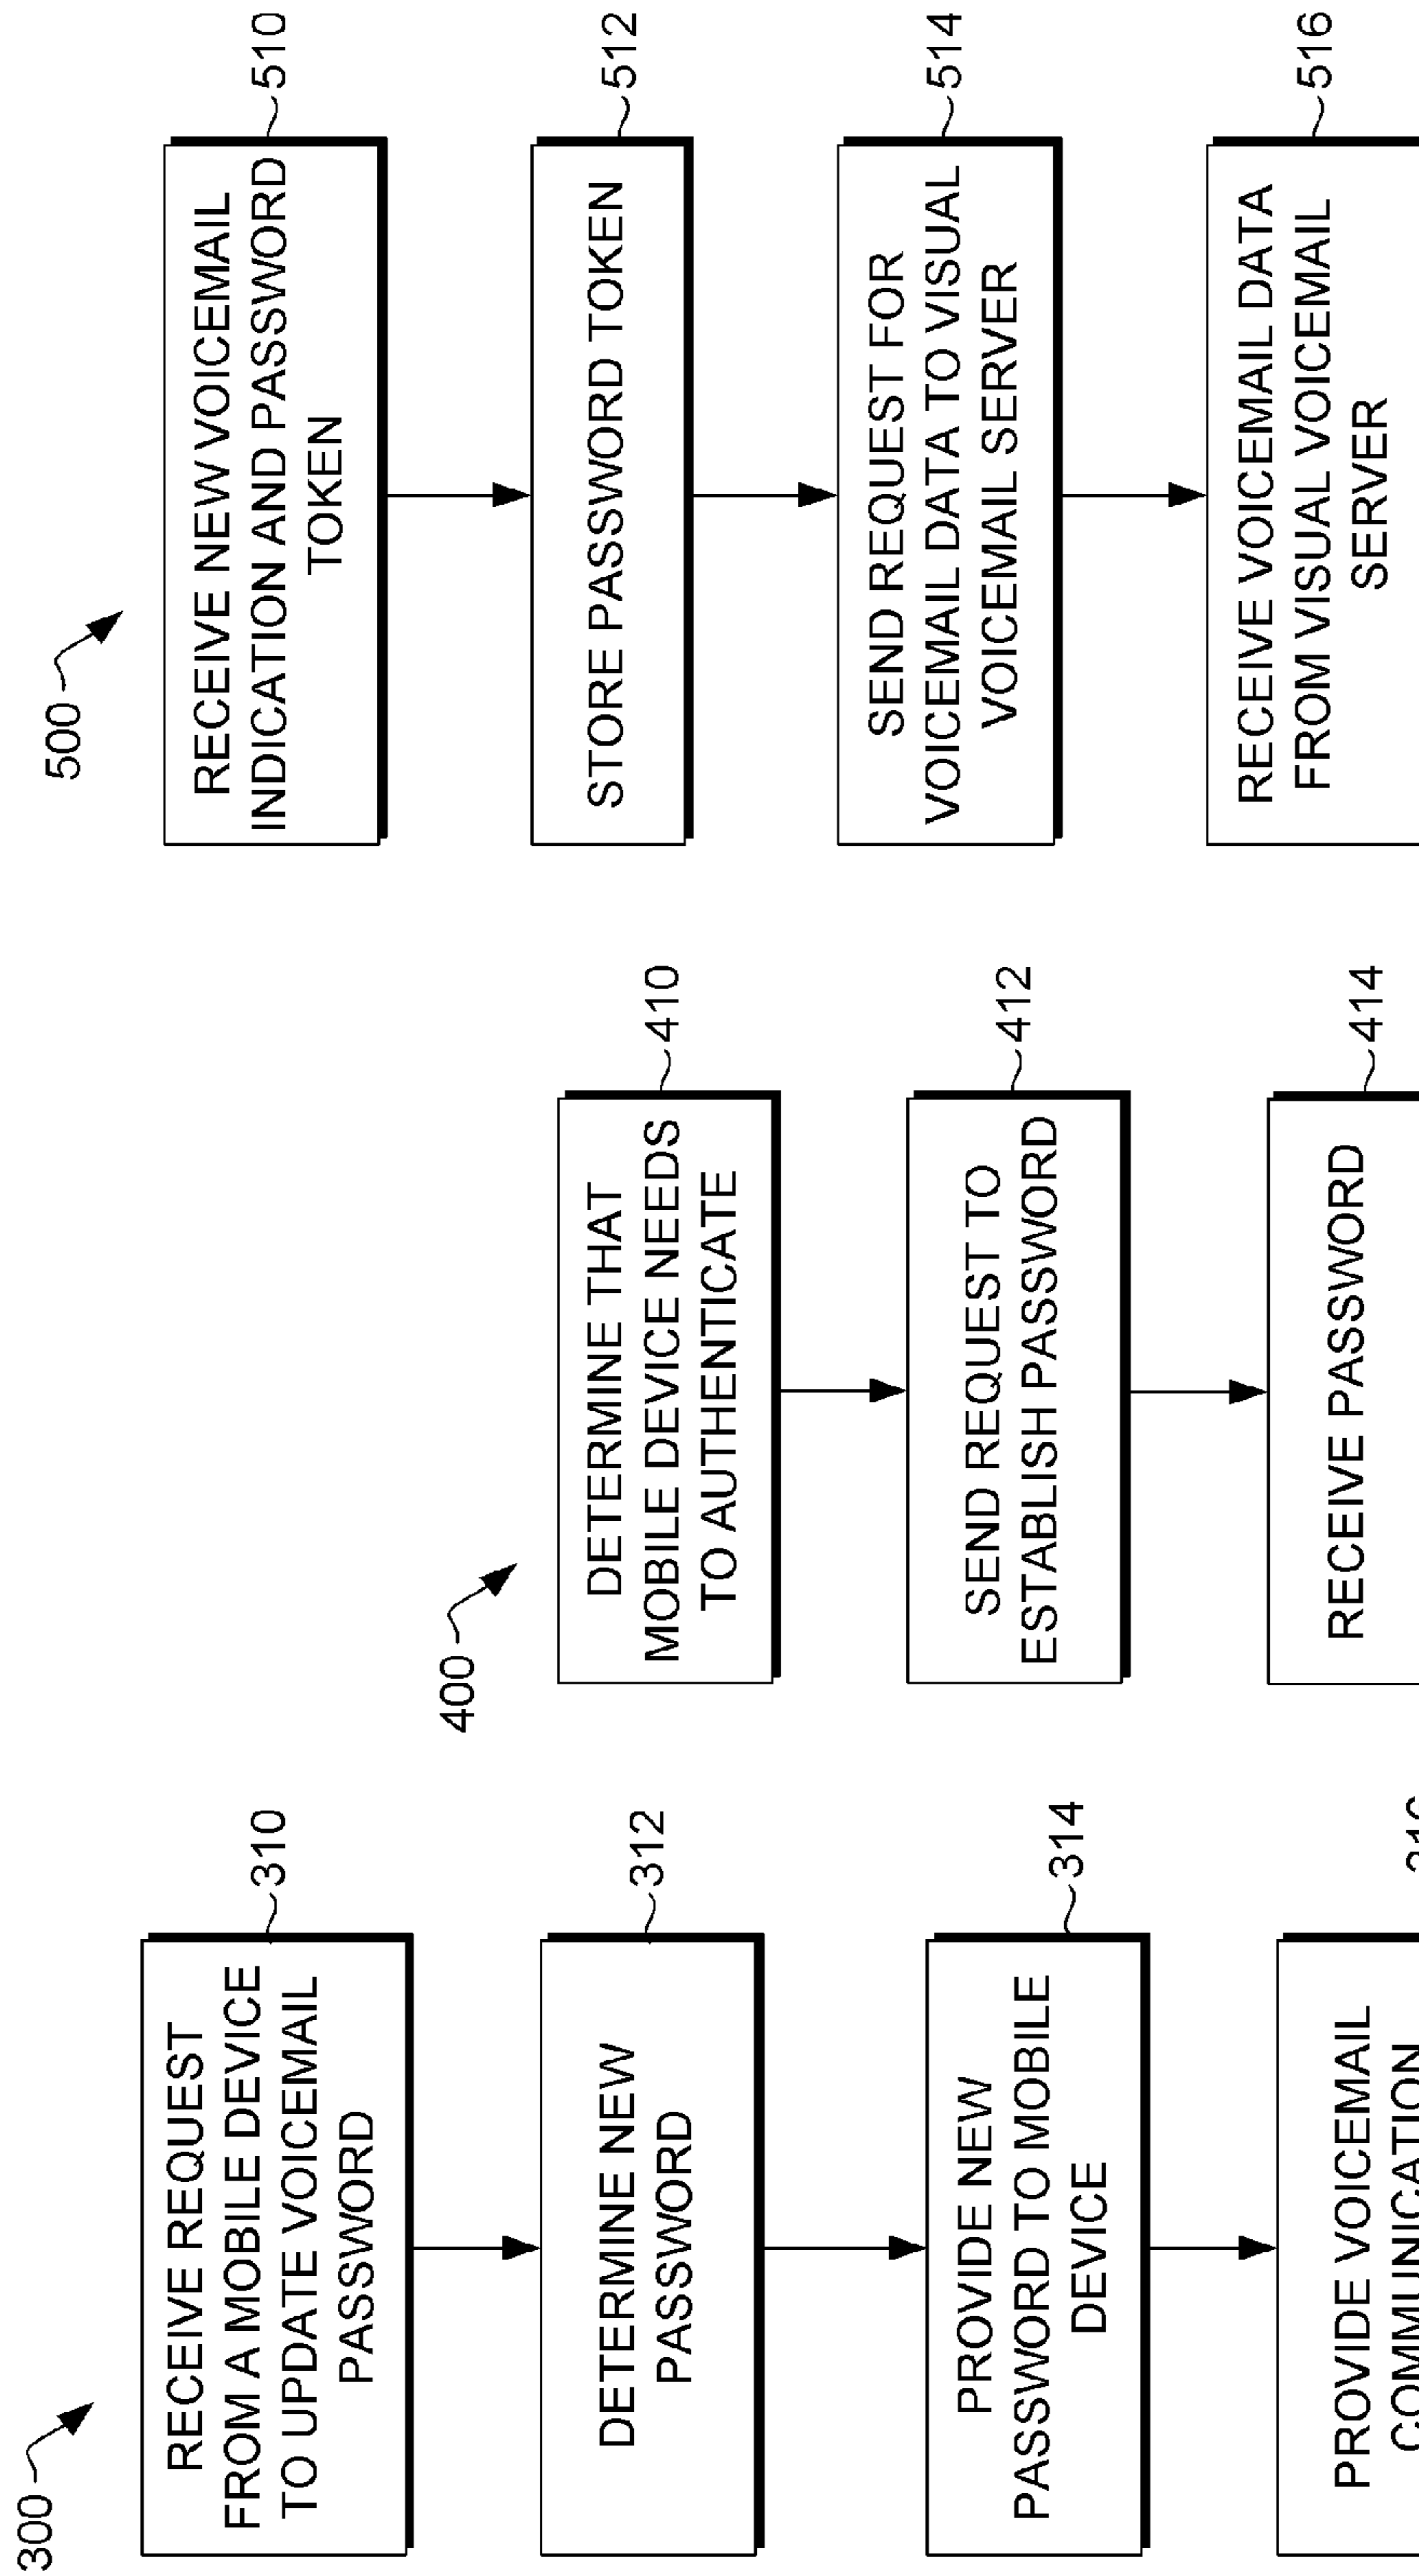 300
RECEIVE REQUEST
FROM A MOBILE DEVICE
TO UPDATE VOICEMAIL
PASSWORD
310
DETERMINE NEW
PASSWORD
312
PROVIDE NEW
PASSWORD TO MOBILE
DEVICE
314
PROVIDE VOICEMAIL
COMMUNICATION
400
DETERMINE THAT
MOBILE DEVICE NEEDS
TO AUTHENTICATE
410
SEND REQUEST TO
ESTABLISH PASSWORD
412
RECEIVE PASSWORD
414
500
RECEIVE NEW VOICEMAIL
INDICATION AND PASSWORD
TOKEN
510
STORE PASSWORD TOKEN
512
SEND REQUEST FOR
VOICEMAIL DATA TO VISUAL
VOICEMAIL SERVER
514
RECEIVE VOICEMAIL DATA
FROM VISUAL VOICEMAIL
SERVER
516